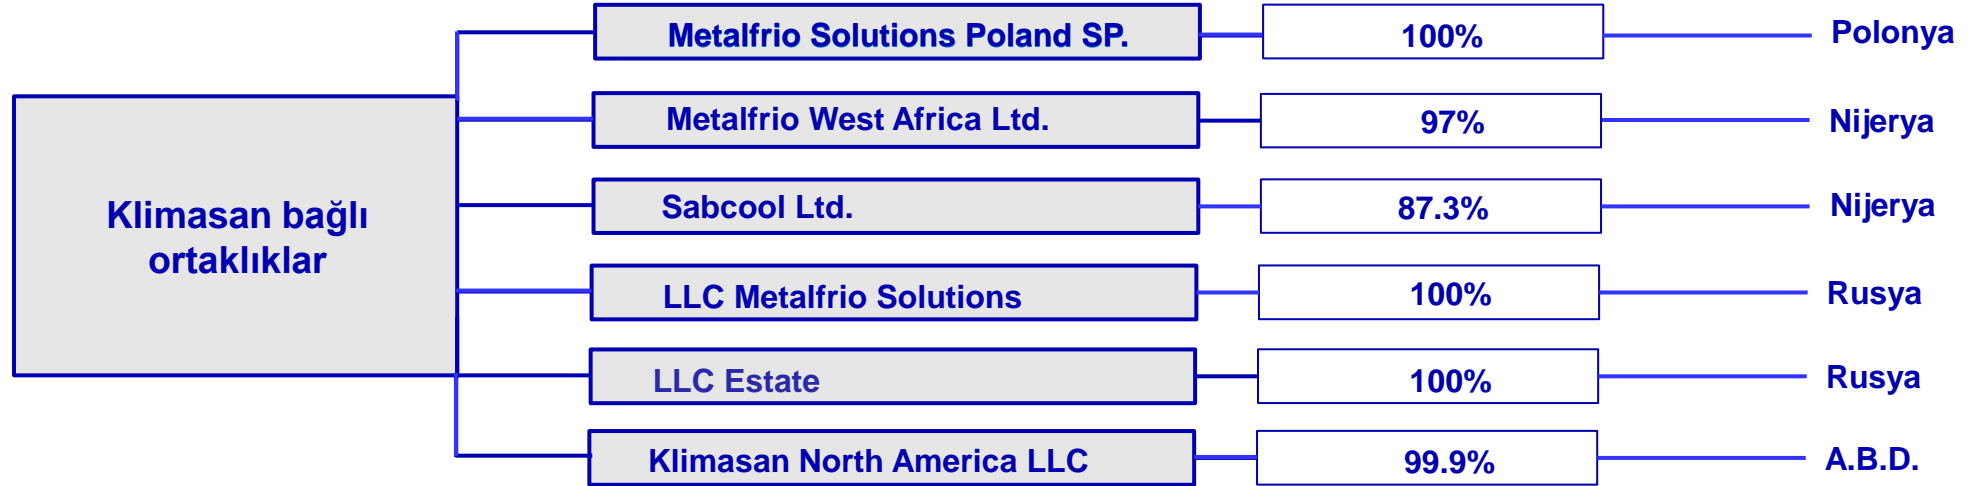 Metalfrio Solutions Poland SP. 100% Polonya
Metalfrio West Africa Ltd. 97% Nijerya
Klimasan bağlı
ortaklıklar
Sabcool Ltd. 87.3% Nijerya
LLC Metalfrio Solutions 100% Rusya
LLC Estate 100% Rusya
Klimasan North America LLC 99.9% A.B.D.